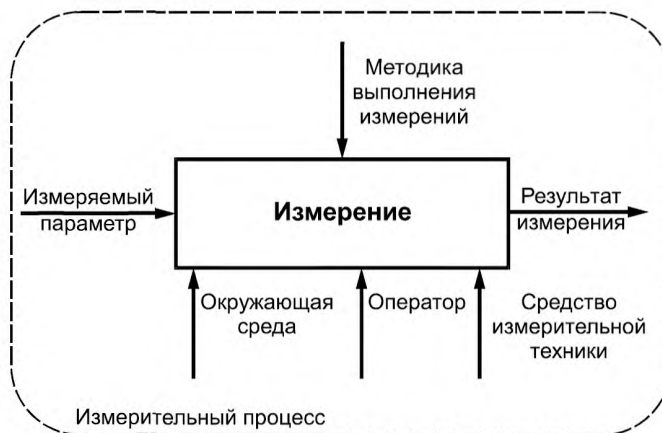 Методика
выполнения
измерений
Измеряемый
параметр
Измерение
Результат
измерения
Окружающая
среда
Оператор
Средство
измерительной
техники
Измерительный процесс